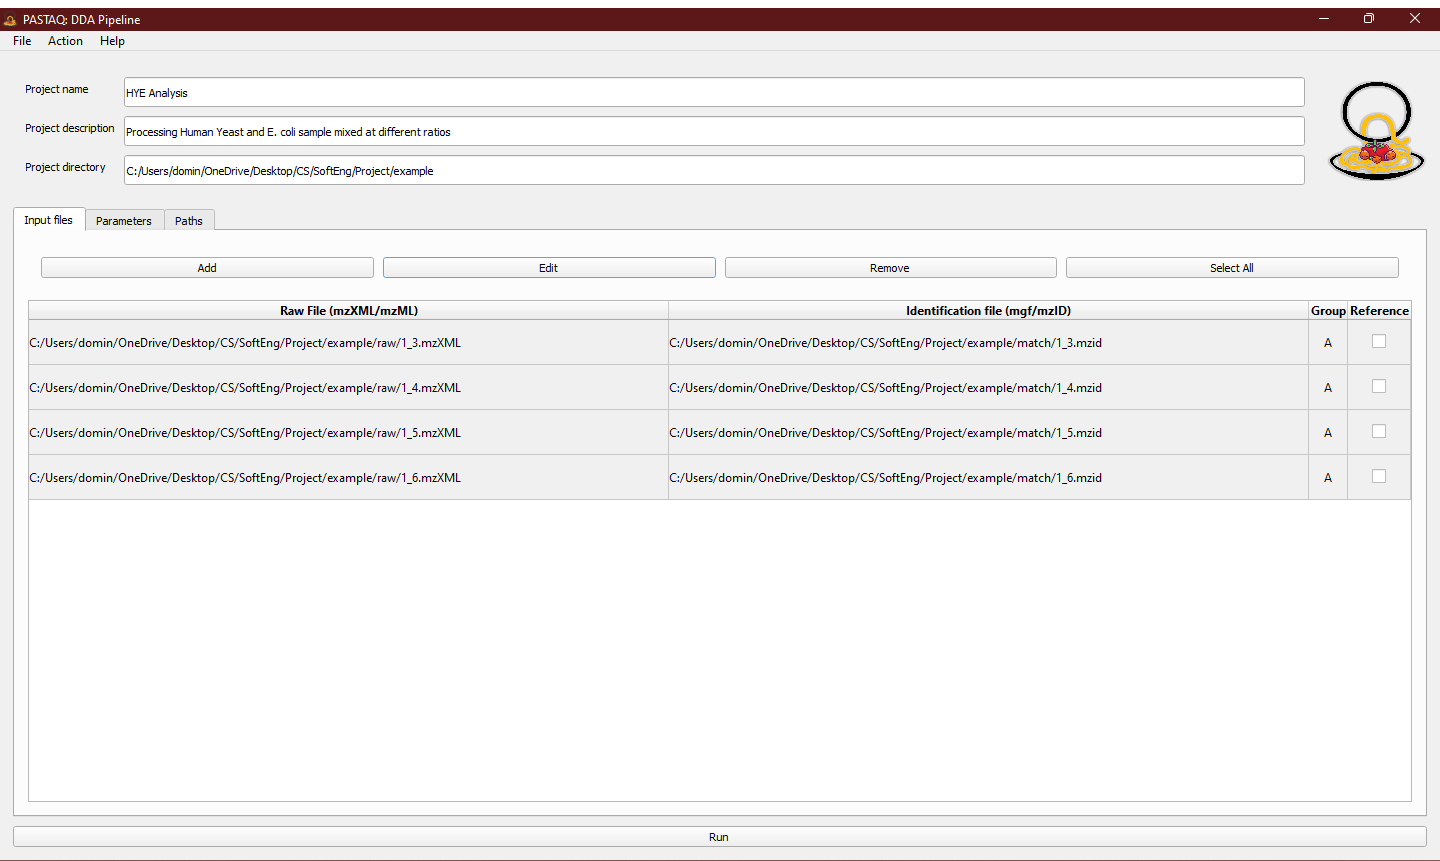 PASTAQ: DDA Pipeline
File Action Help
Project name HYE Analysis
Project description Processing Human Yeast and E. coli sample mixed at different ratios
Project directory C:/Users/domin/OneDrive/Desktop/CS/SoftEng/Project/example
Input files Parameters Paths
Add Edit Remove Select All
Raw File (mzXML/mzML) Identification file (mgf/mzID) Group Reference
C:/Users/domin/OneDrive/Desktop/CS/SoftEng/Project/example/raw/1_3.mzXML C:/Users/domin/OneDrive/Desktop/CS/SoftEng/Project/example/match/1_3.mzid A
C:/Users/domin/OneDrive/Desktop/CS/SoftEng/Project/example/raw/1_4.mzXML C:/Users/domin/OneDrive/Desktop/CS/SoftEng/Project/example/match/1_4.mzid A
C:/Users/domin/OneDrive/Desktop/CS/SoftEng/Project/example/raw/1_5.mzXML C:/Users/domin/OneDrive/Desktop/CS/SoftEng/Project/example/match/1_5.mzid A
C:/Users/domin/OneDrive/Desktop/CS/SoftEng/Project/example/raw/1_6.mzXML C:/Users/domin/OneDrive/Desktop/CS/SoftEng/Project/example/match/1_6.mzid A
Run